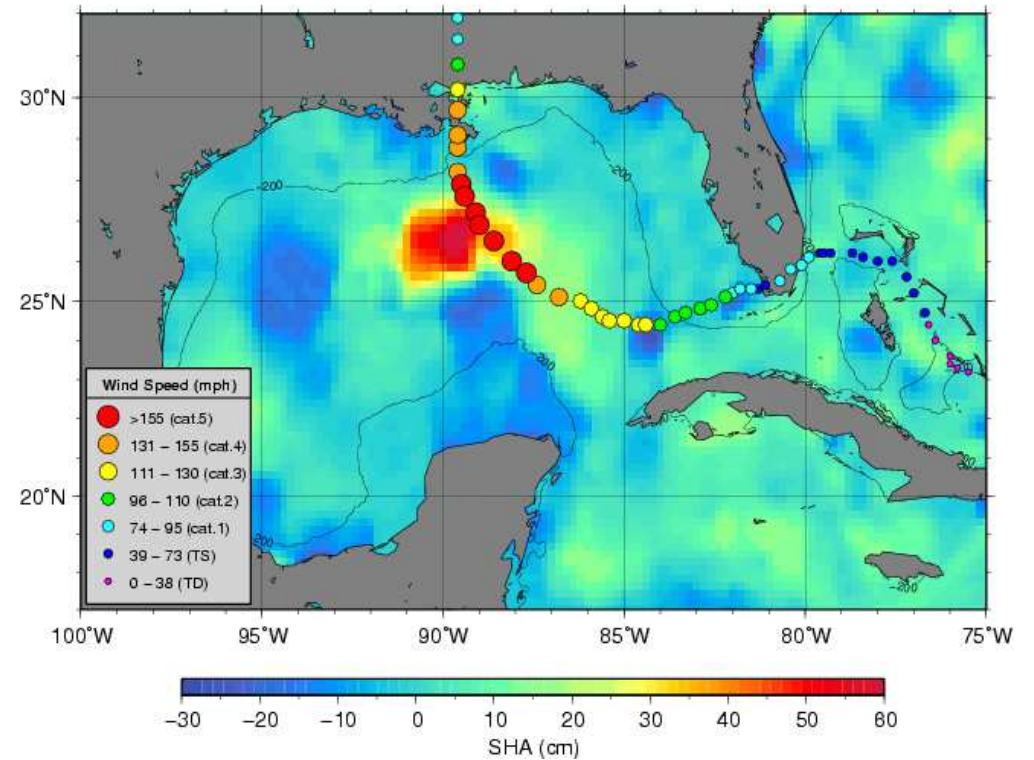 30°N
25°N
20°N
-200
-200
-200
-200
Wind Speed (mph)
>155 (cat.5)
131 – 155 (cat.4)
111 – 130 (cat.3)
96 – 110 (cat.2)
74 – 95 (cat.1)
39 – 73 (TS)
0 – 38 (TD)
100°W 95°W 90°W 85°W 80°W 75°W
−30 −20 −10 0 10 20 30 40 50 60
SHA (cm)